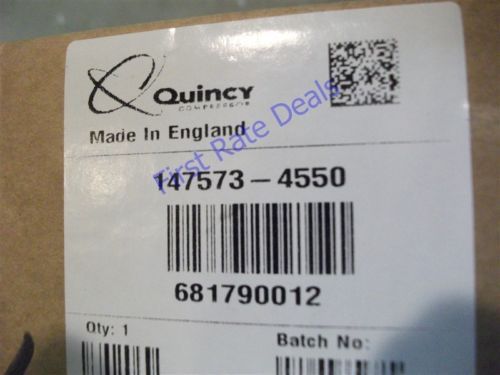 Quincy
COMPRESSOR
Made In England
First Rate Deals
147573-4550
681790012
Qty: 1
Batch No: